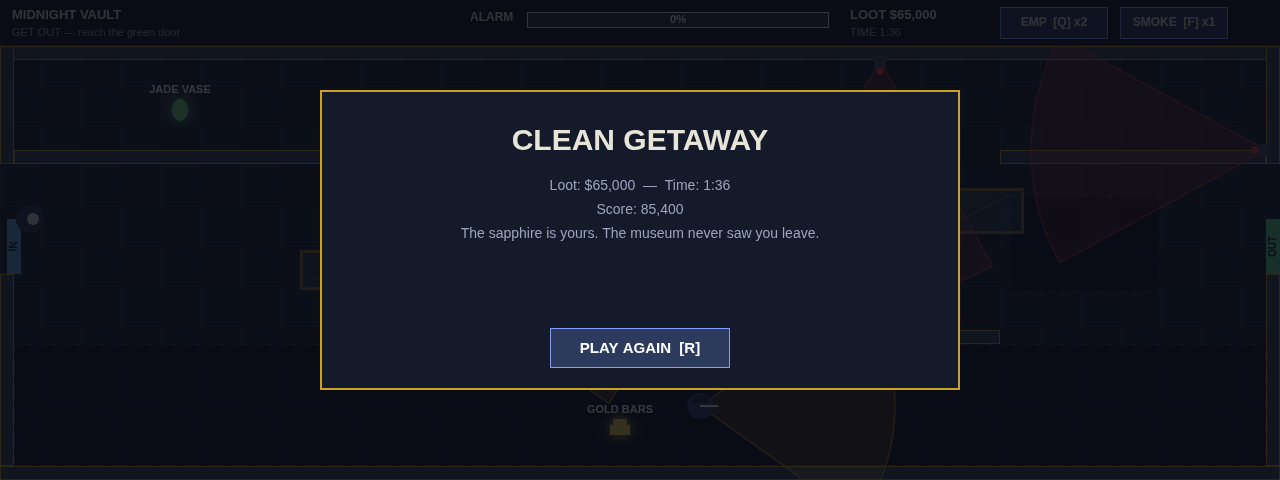 MIDNIGHT VAULT
GET OUT — reach the green door
ALARM
0%
LOOT $65,000
TIME 1:36
EMP [Q] x2
SMOKE [F] x1
JADE VASE
CLEAN GETAWAY
Loot: $65,000 — Time: 1:36
Score: 85,400
The sapphire is yours. The museum never saw you leave.
IN
OUT
PLAY AGAIN [R]
GOLD BARS